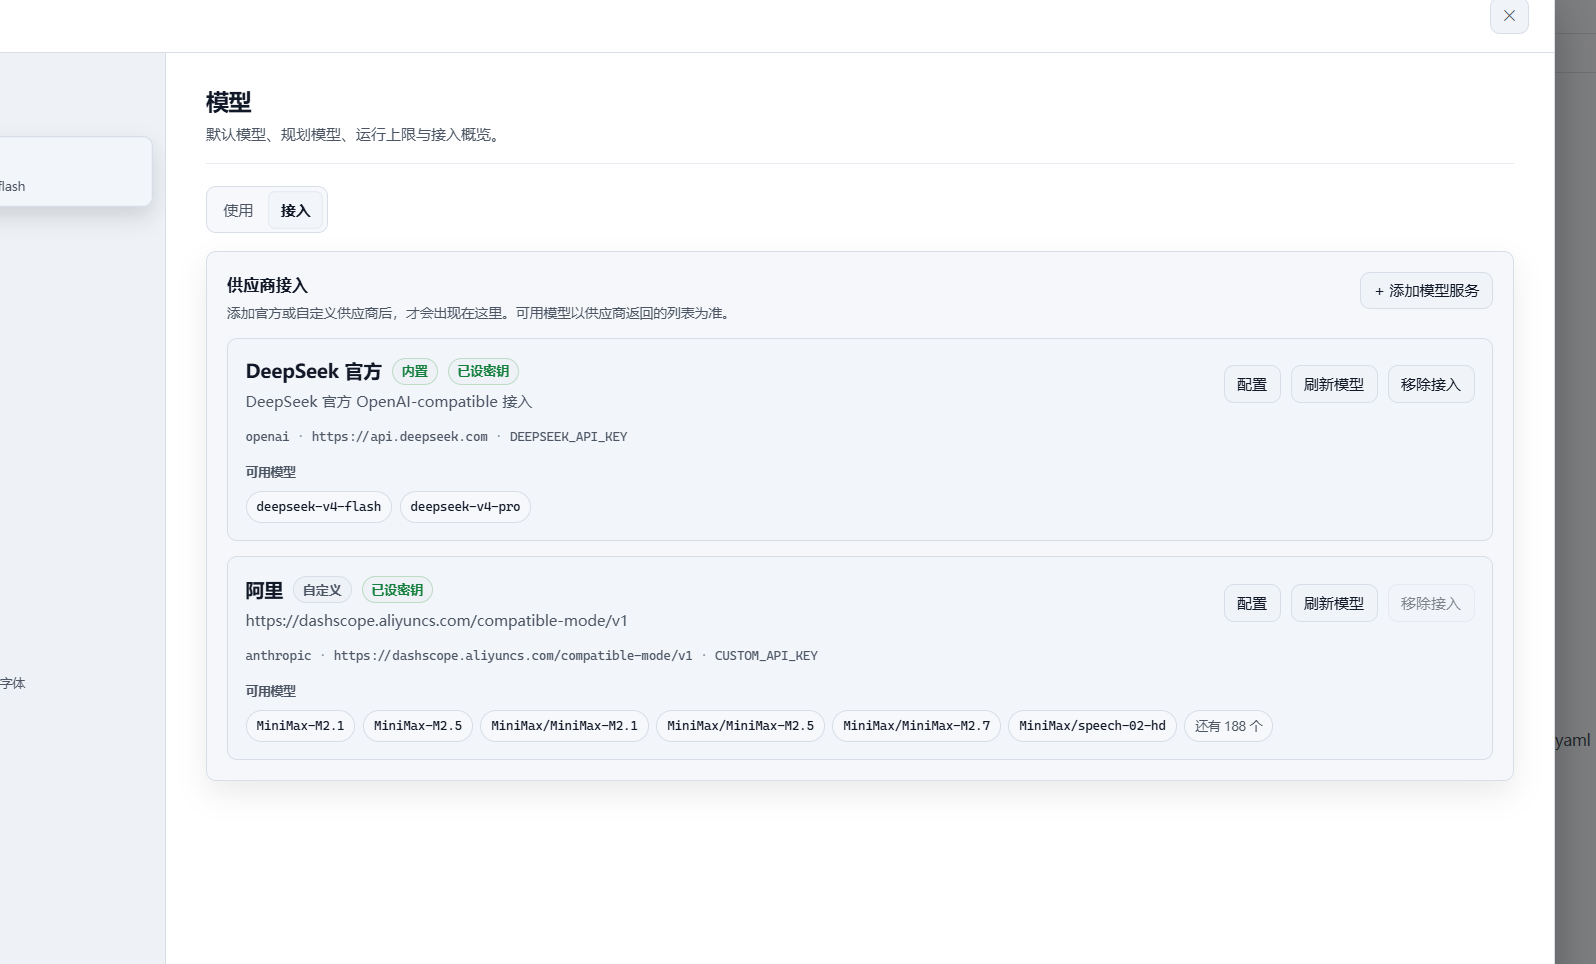 模型
默认模型、规划模型、运行上限与接入概览。
flash
使用 接入
供应商接入
+ 添加模型服务
添加官方或自定义供应商后，才会出现在这里。可用模型以供应商返回的列表为准。
DeepSeek 官方 内置 已设密钥
配置 刷新模型 移除接入
DeepSeek 官方 OpenAI-compatible 接入
openai · https://api.deepseek.com · DEEPSEEK_API_KEY
可用模型
deepseek-v4-flash deepseek-v4-pro
阿里 自定义 已设密钥
配置 刷新模型 移除接入
https://dashscope.aliyuncs.com/compatible-mode/v1
anthropic · https://dashscope.aliyuncs.com/compatible-mode/v1 · CUSTOM_API_KEY
字体
可用模型
MiniMax-M2.1 MiniMax-M2.5 MiniMax/MiniMax-M2.1 MiniMax/MiniMax-M2.5 MiniMax/MiniMax-M2.7 MiniMax/speech-02-hd 还有 188 个
yaml